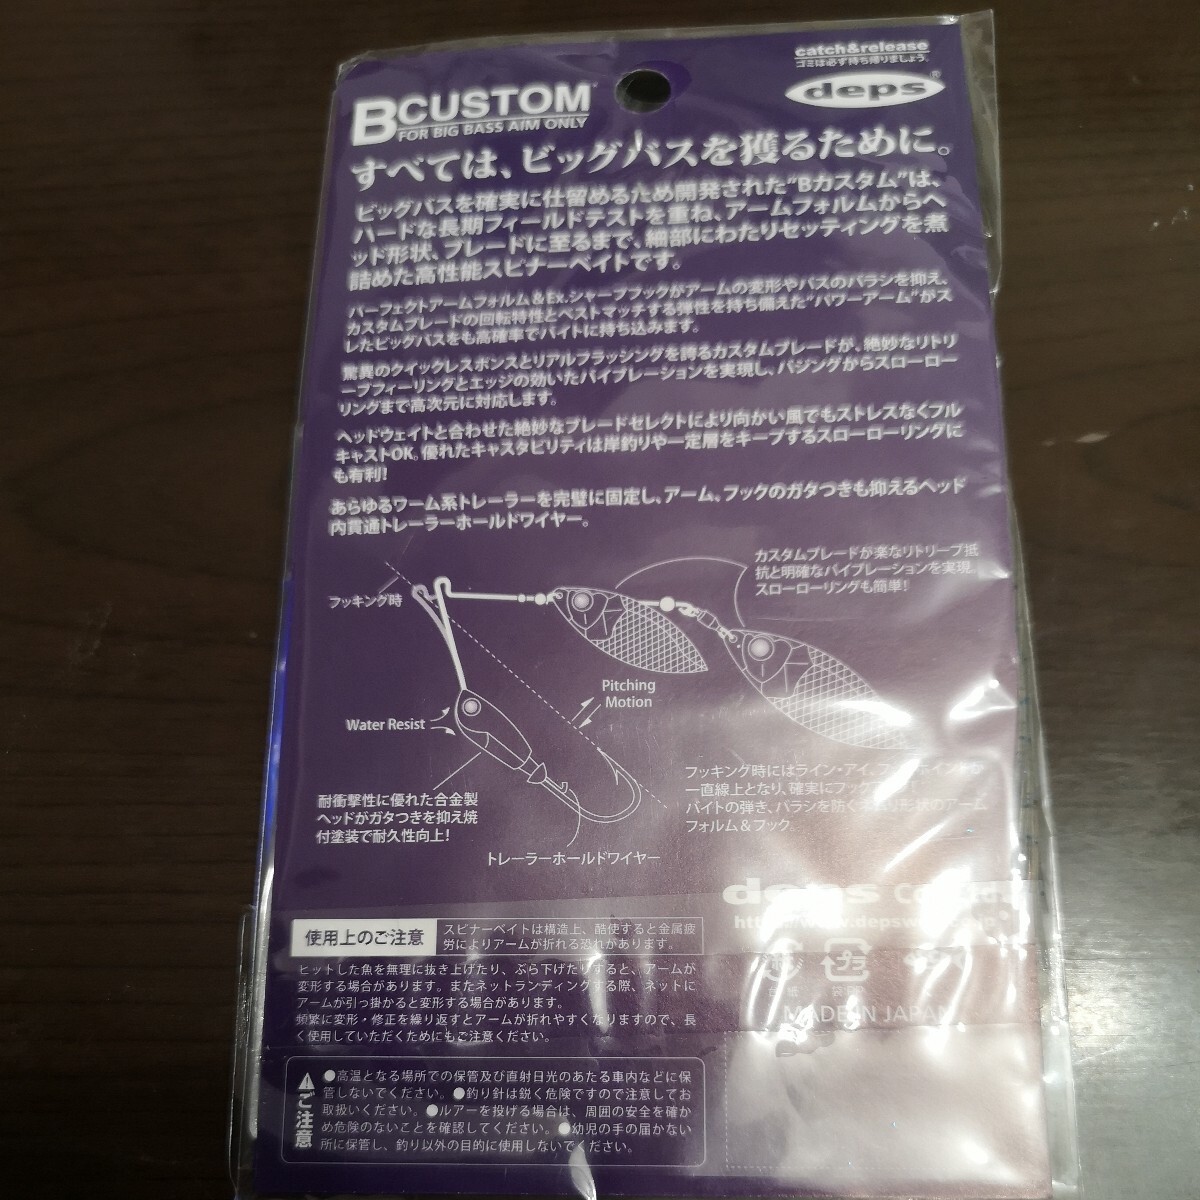 catch&release
ゴミは必ず持ち帰りましょう。
deps®
BCUSTOM
FOR BIG BASS AIM ONLY
すべては、ビッグバスを獲るために。
ビッグバスを確実に仕留めるため開発された"Bカスタム"は、
ハードな長期フィールドテストを重ね、アームフォルムからヘ
ッド形状、ブレードに至るまで、細部にわたりセッティングを煮
詰めた高性能スピナーベイトです。
パーフェクトアームフォルム＆Ex.シャープフックがアームの変形やバスのバラシを抑え、
カスタムブレードの回転特性とベストマッチする弾性を持ち備えた"パワーアーム"がス
レたビッグバスをも高確率でバイトに持ち込みます。
驚異のクイックレスポンスとリアルフラッシングを誇るカスタムブレードが、絶妙なリトリ
ーブフィーリングとエッジの効いたバイブレーションを実現し、バジングからスローロー
リングまで高次元に対応します。
ヘッドウェイトと合わせた絶妙なブレードセレクトにより向かい風でもストレスなくフル
キャストOK。優れたキャスタビリティは岸釣りや一定層をキープするスローローリングに
も有利!
あらゆるワーム系トレーラーを完璧に固定し、アーム、フックのガタつきも抑えるヘッド
内貫通トレーラーホールドワイヤー。
カスタムブレードが楽なリトリーブ抵
抗と明確なバイブレーションを実現
スローローリングも簡単!
フッキング時
Pitching
Motion
Water Resist
フッキング時にはライン・アイ、
一直線上となり、確実にフック
バイトの弾き、バラシを防ぐ 形状のアーム
フォルム＆フック
耐衝撃性に優れた合金製
ヘッドがガタつきを抑え焼
付塗装で耐久性向上!
トレーラーホールドワイヤー
deps Co.,Ltd.
使用上のご注意
スピナーベイトは構造上、酷使すると金属疲
労によりアームが折れる恐れがあります。
ヒットした魚を無理に抜き上げたり、ぶら下げたりすると、アームが
変形する場合があります。またネットランディングする際、ネットに
アームが引っ掛かると変形する場合があります。
頻繁に変形・修正を繰り返すとアームが折れやすくなりますので、長
く使用していただくためにもご注意ください。
プラ
MADE IN JAPAN
ご注意
●高温となる場所での保管及び直射日光のあたる車内などに保
管しないでください。●釣り針は鋭く危険ですので注意してお
取扱いください。●ルアーを投げる場合は、周囲の安全を確か
め危険のないことを確認してください。●幼児の手の届かない
所に保管し、釣り以外の目的に使用しないでください。